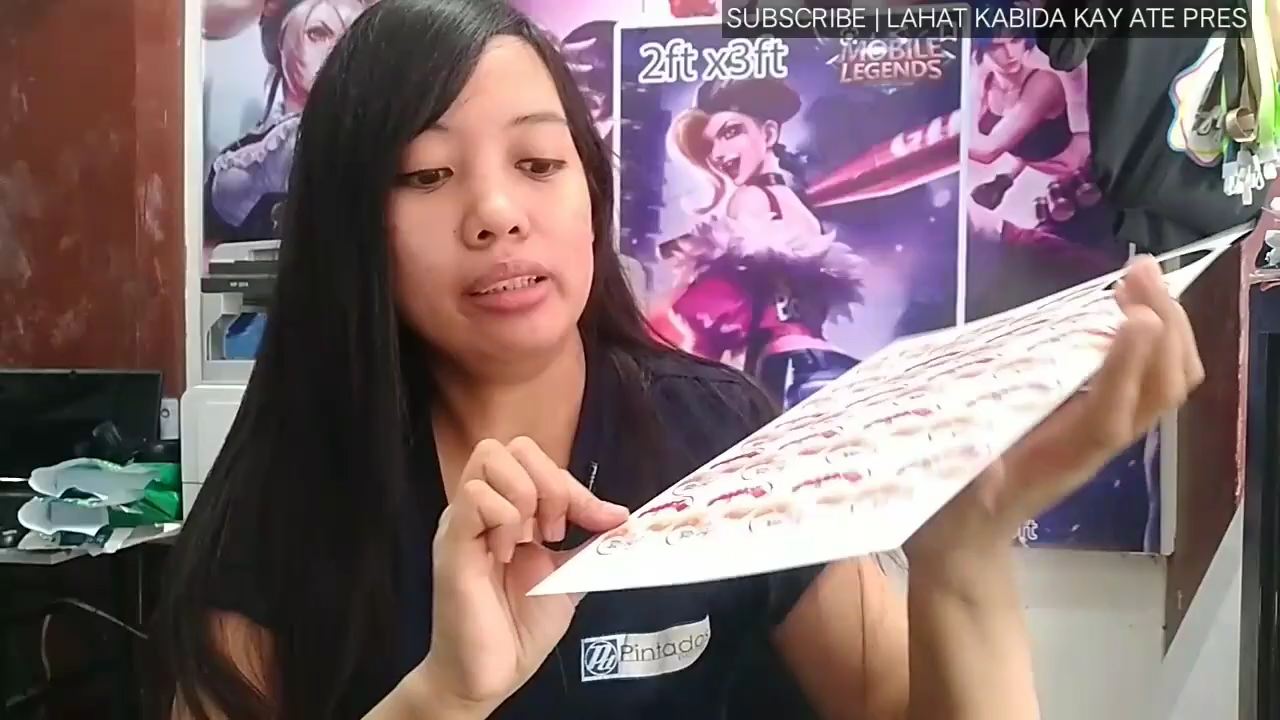 SUBSCRIBE | LAHAT KABIDA KAY ATE PRES
2ft x3ft
MOBILE
LEGENDS
Pintados